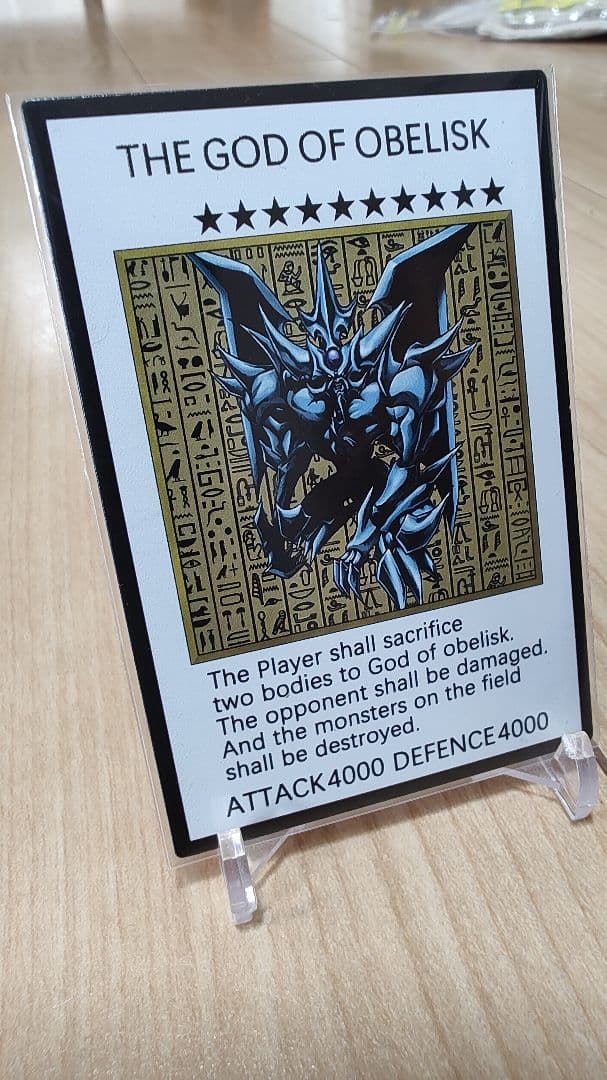 THE GOD OF OBELISK
★★★★★★★★★
The Player shall sacrifice
two bodies to God of obelisk.
The opponent shall be damaged.
And the monsters on the field
shall be destroyed.
ATTACK4000 DEFENCE4000